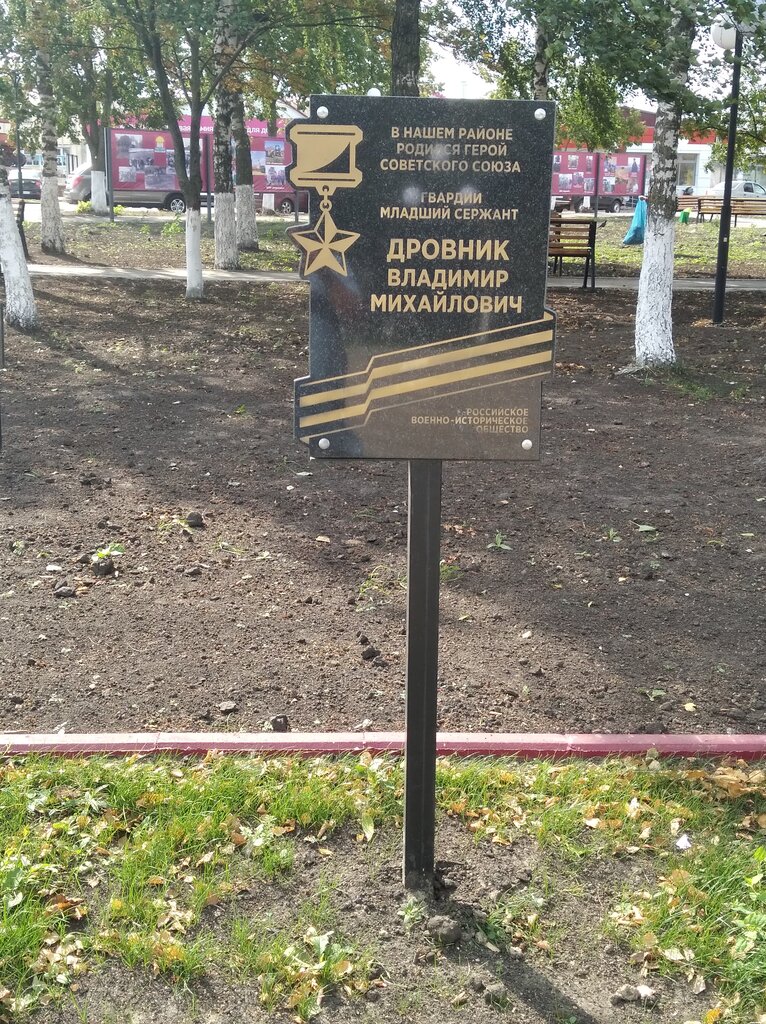 В НАШЕМ РАЙОНЕ
РОДИЛСЯ ГЕРОЙ
СОВЕТСКОГО СОЮЗА
ГВАРДИИ
МЛАДШИЙ СЕРЖАНТ
ДРОВНИК
ВЛАДИМИР
МИХАЙЛОВИЧ
РОССИЙСКОЕ
ВОЕННО-ИСТОРИЧЕСКОЕ
ОБЩЕСТВО